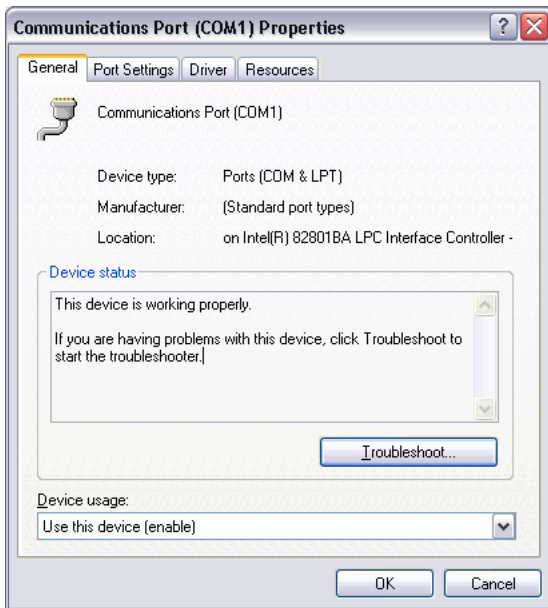 Communications Port (COM1) Properties
?
General Port Settings Driver Resources
Communications Port (COM1)
Device type: Ports (COM & LPT)
Manufacturer: (Standard port types)
Location: on Intel(R) 82801BA LPC Interface Controller -
Device status
This device is working properly.
If you are having problems with this device, click Troubleshoot to
start the troubleshooter.
Troubleshoot...
Device usage:
Use this device (enable)
OK Cancel